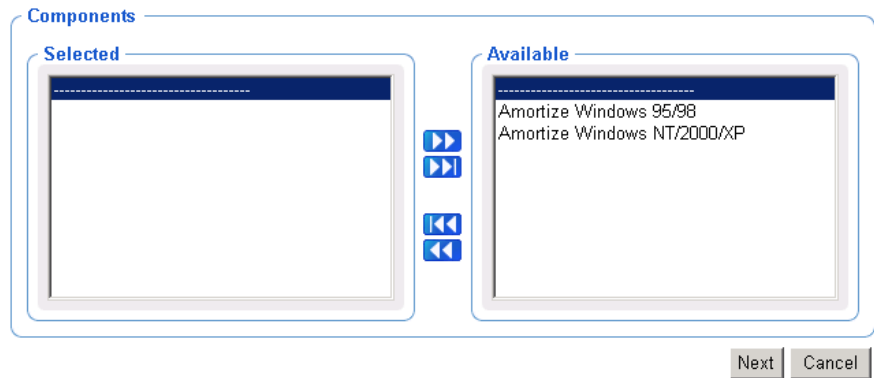 Components
Selected
Available
-----------------------------------
-----------------------------------
Amortize Windows 95/98
Amortize Windows NT/2000/XP
Next
Cancel